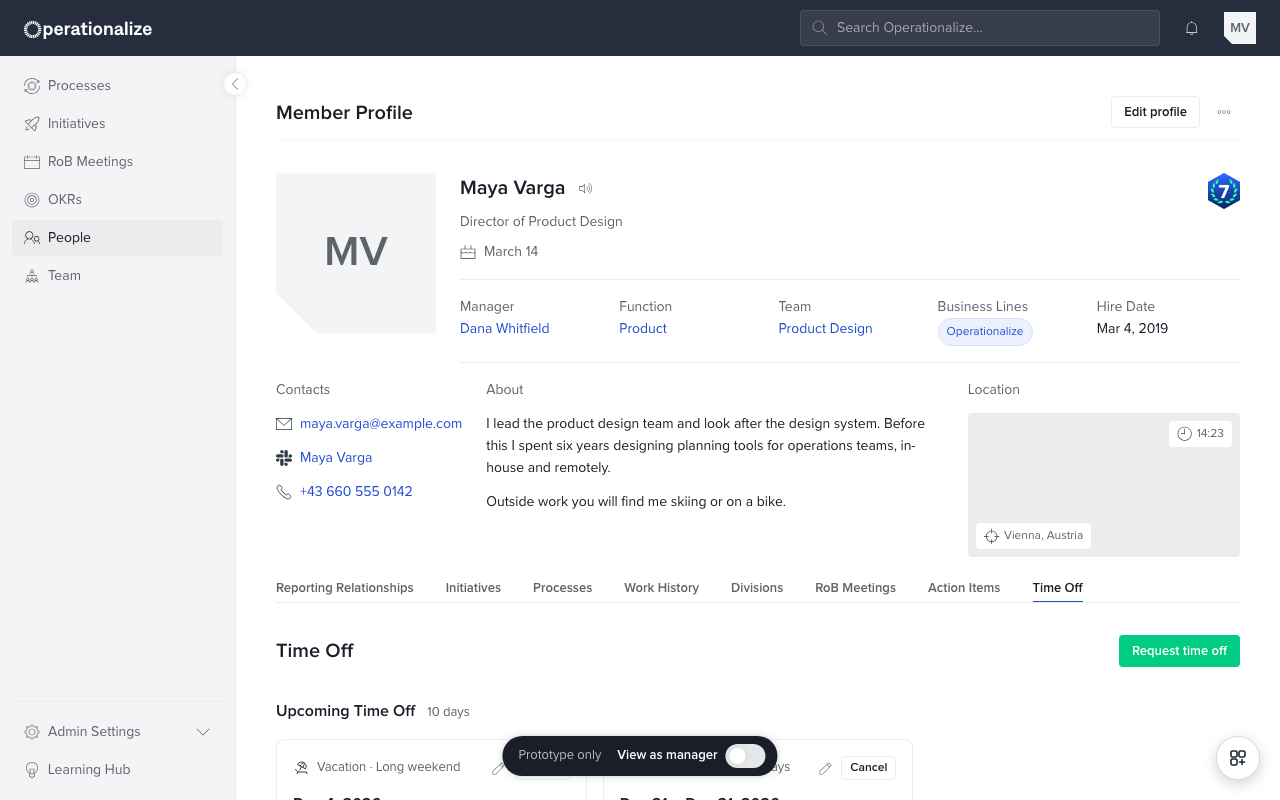 Operationalize
Search Operationalize...
MV
Processes
Initiatives
RoB Meetings
OKRs
People
Team
Admin Settings
Learning Hub
Member Profile
Edit profile
MV
Maya Varga
7
Director of Product Design
March 14
Manager
Dana Whitfield
Function
Product
Team
Product Design
Business Lines
Operationalize
Hire Date
Mar 4, 2019
Contacts
maya.varga@example.com
Maya Varga
+43 660 555 0142
About
I lead the product design team and look after the design system. Before
this I spent six years designing planning tools for operations teams, in-
house and remotely.
Outside work you will find me skiing or on a bike.
Location
14:23
Vienna, Austria
Reporting Relationships
Initiatives
Processes
Work History
Divisions
RoB Meetings
Action Items
Time Off
Time Off
Request time off
Upcoming Time Off 10 days
Vacation · Long weekend
Cancel
Prototype only View as manager